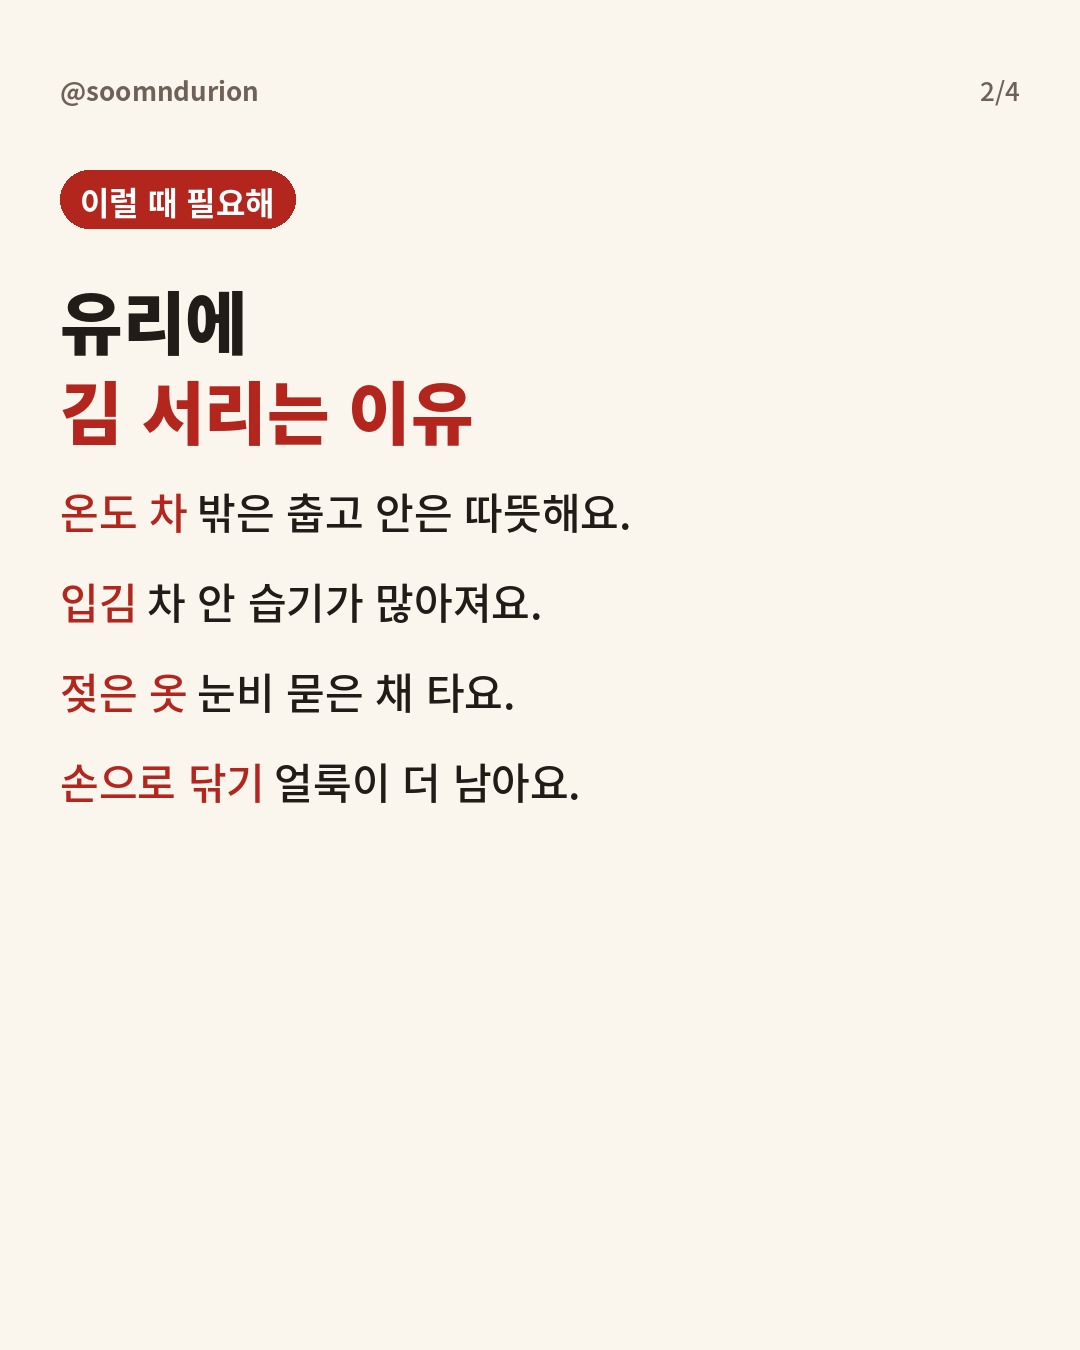 @soomndurion
2/4
이럴 때 필요해
유리에
김 서리는 이유
온도 차 밖은 춥고 안은 따뜻해요.
입김 차 안 습기가 많아져요.
젖은 옷 눈비 묻은 채 타요.
손으로 닦기 얼룩이 더 남아요.